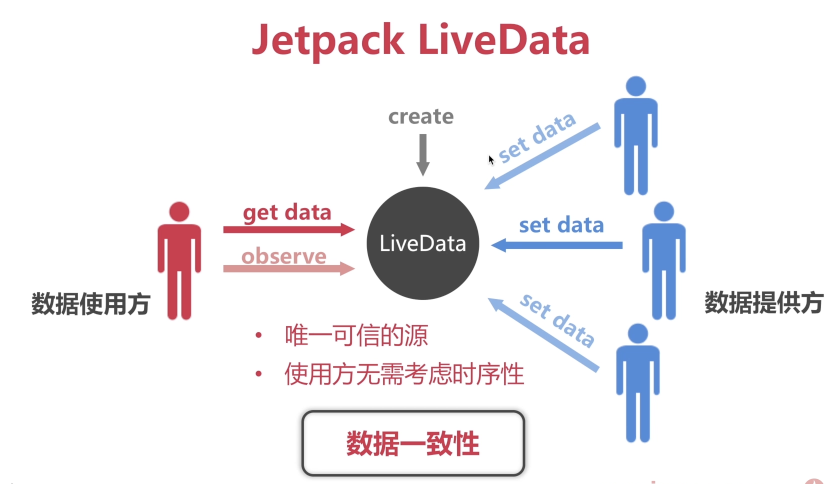 Jetpack LiveData
create
set data
get data
set data
LiveData
observe
数据使用方
set data
数据提供方
• 唯一可信的源
• 使用方无需考虑时序性
数据一致性